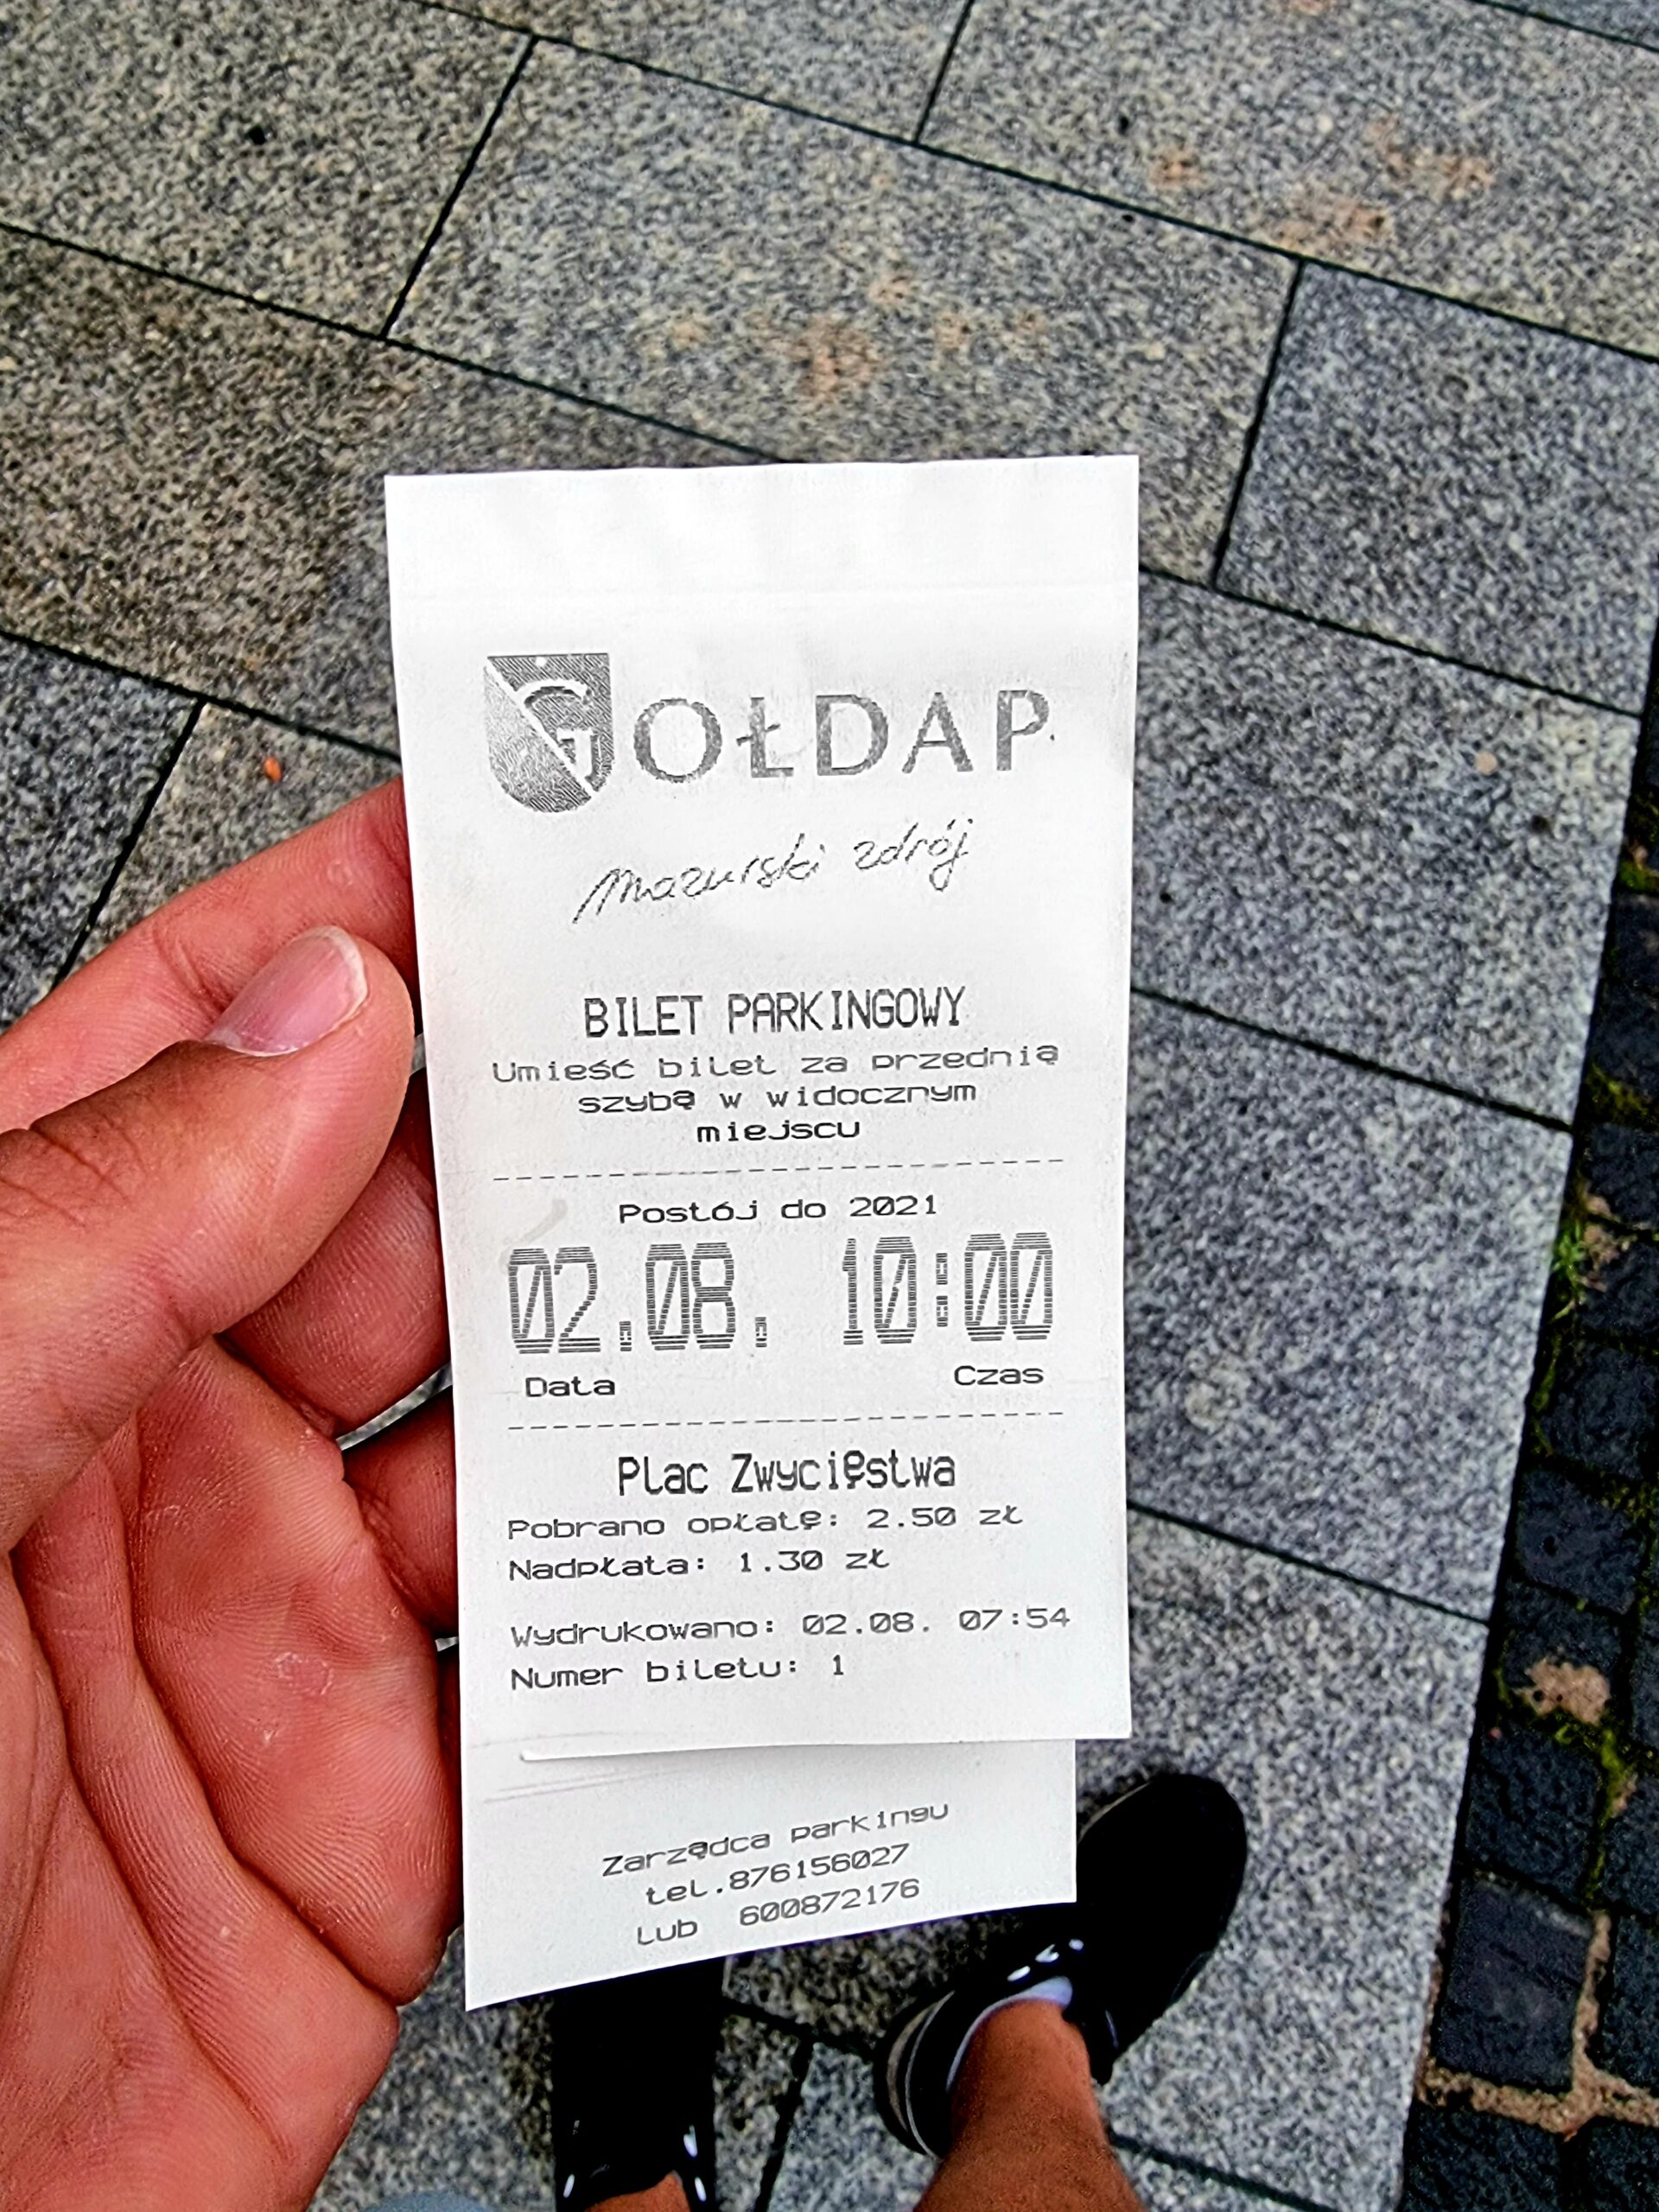 GOŁDAP
Mazurski zdrój
BILET PARKINGOWY
Umieść bilet za przednią
szybą w widocznym
miejscu
Postój do 2021
02.08. 10:00
Data Czas
Plac Zwycięstwa
Pobrano opłatę: 2.50 zł
Nadpłata: 1.30 zł
Wydrukowano: 02.08. 07:54
Numer biletu: 1
Zarządca parkingu
tel.876156027
Lub 600872176